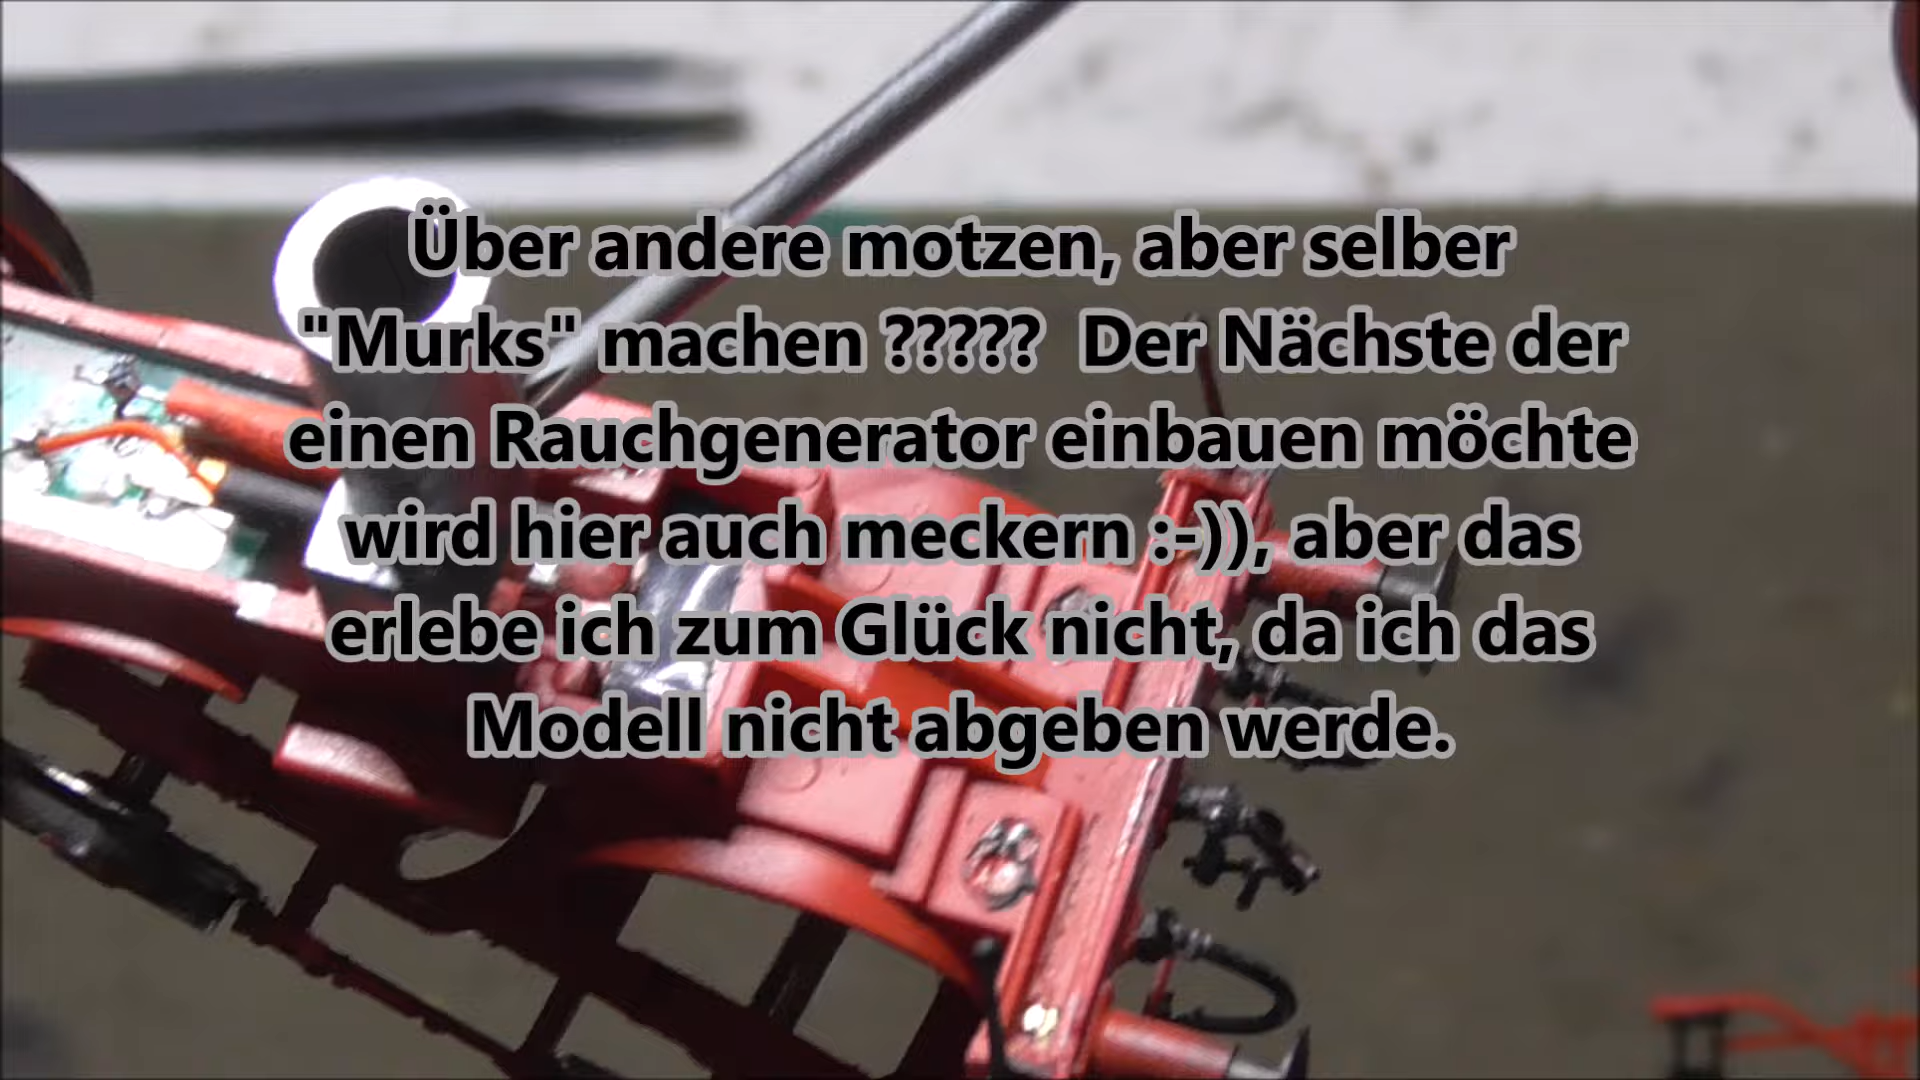 Über andere motzen, aber selber
"Murks" machen ?????  Der Nächste der
einen Rauchgenerator einbauen möchte
wird hier auch meckern :-)), aber das
erlebe ich zum Glück nicht, da ich das
Modell nicht abgeben werde.